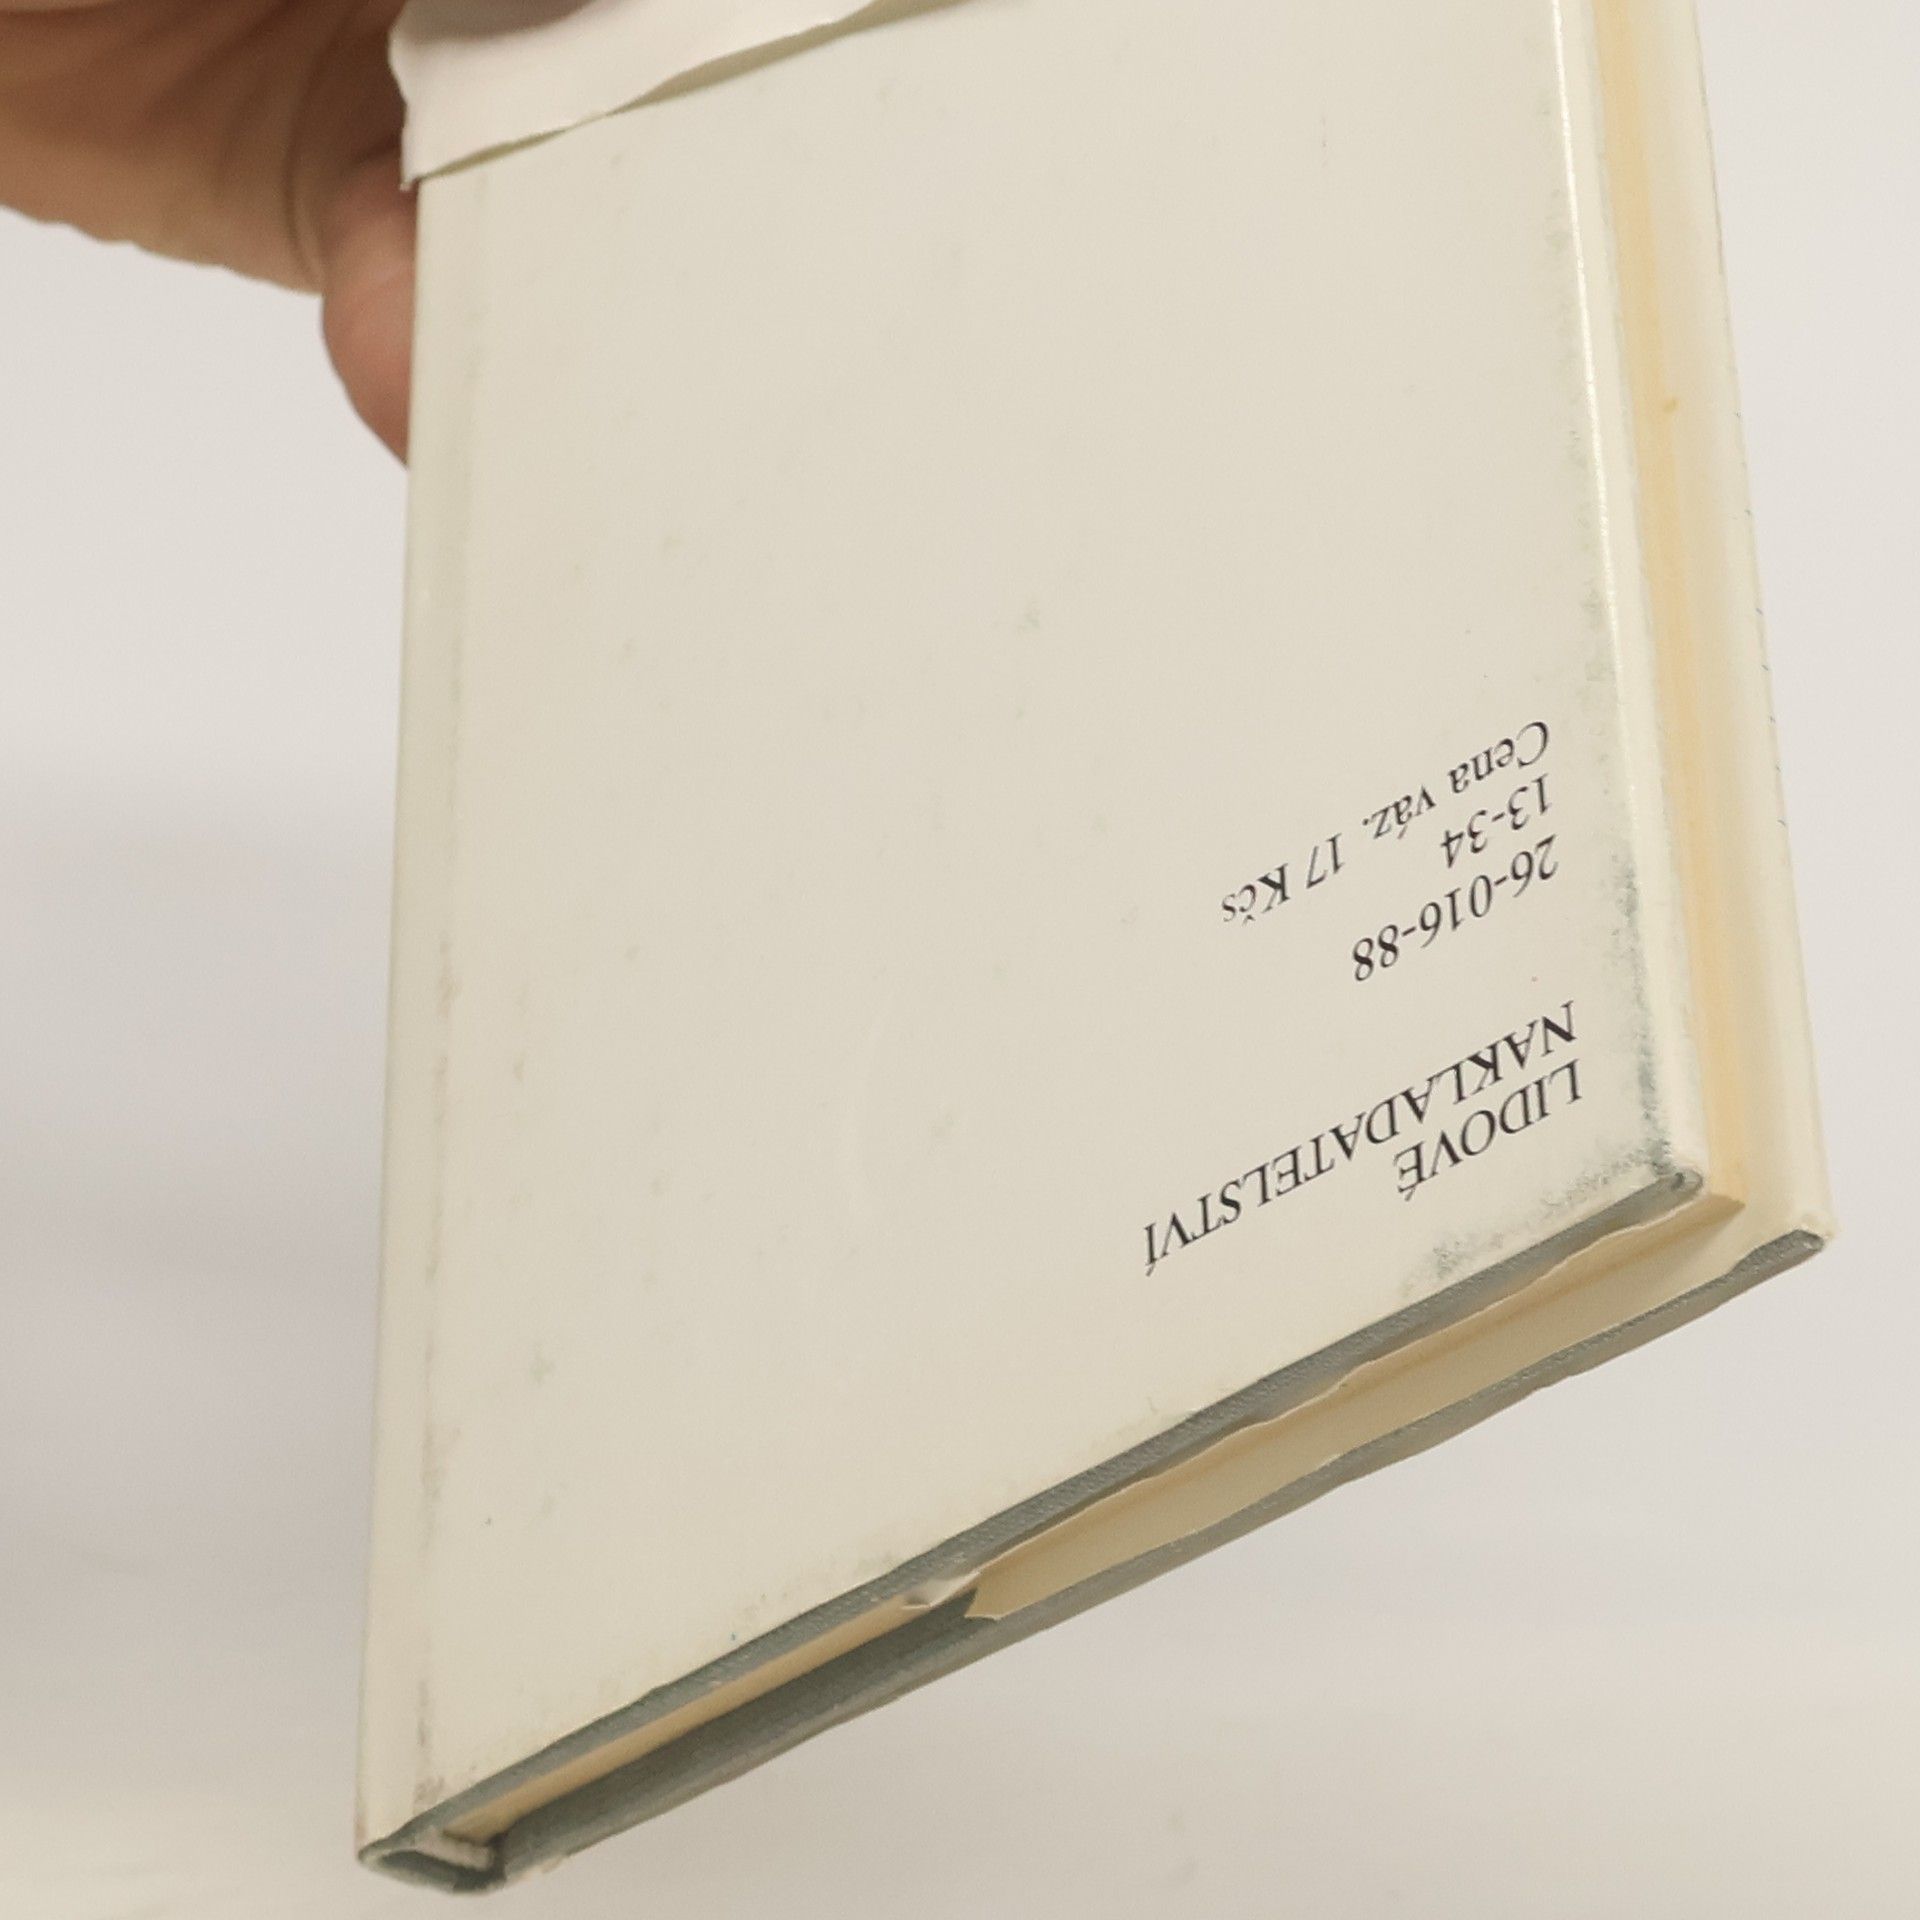 LIDOVÉ
NAKLADATELSTVÍ
26-016-88
13-34
Cena váz. 17 Kčs